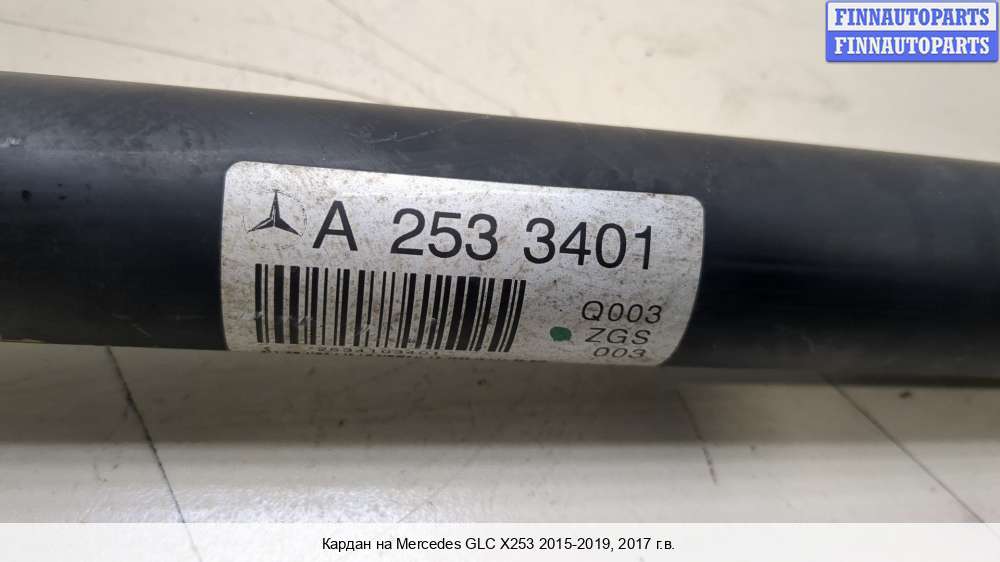 FINNAUTOPARTS
FINNAUTOPARTS
A 253 3401
Q003
ZGS
003
Кардан на Mercedes GLC X253 2015-2019, 2017 г.в.